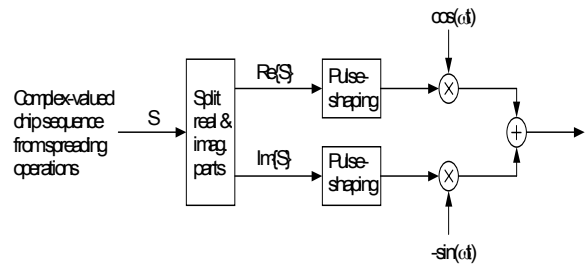 cos(ωt)
Complex-valued
chip sequence
from spreading
operations
S
Split
real &
imag.
parts
Re{S}
Im{S}
Pulse-
shaping
Pulse-
shaping
X
X
+
-sin(ωt)